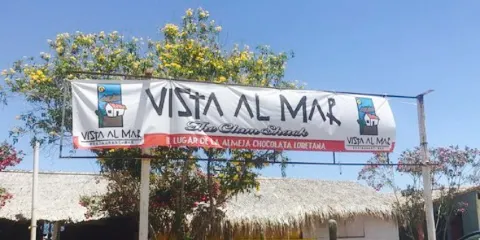 VISTA AL MAR
The Clam Shack
LUGAR DE LA ALMEJA CHOCOLATA LORETANA
VISTA AL MAR
VISTA AL MAR